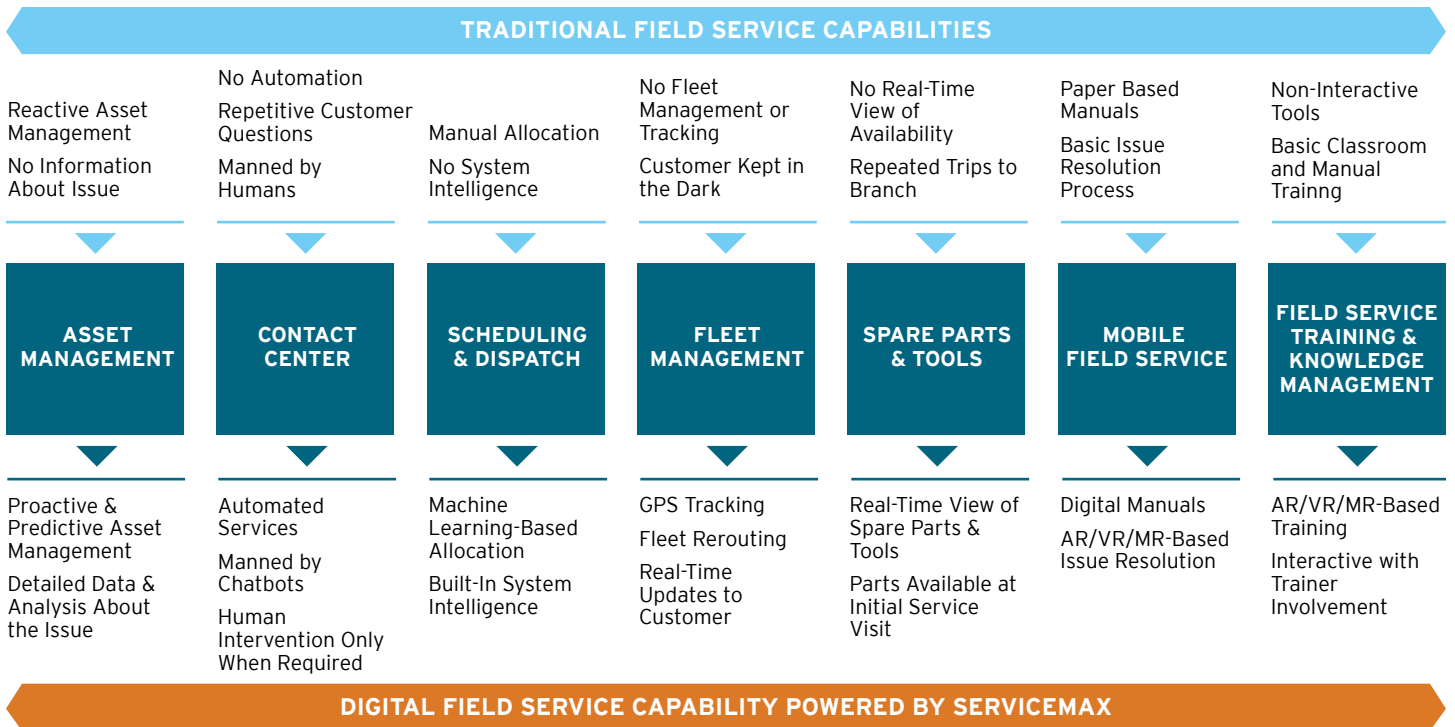 TRADITIONAL FIELD SERVICE CAPABILITIES
Reactive Asset
Management
No Information
About Issue
No Automation
Repetitive Customer
Questions
Manned by
Humans
Manual Allocation
No System
Intelligence
No Fleet
Management or
Tracking
Customer Kept in
the Dark
No Real-Time
View of
Availability
Repeated Trips to
Branch
Paper Based
Manuals
Basic Issue
Resolution
Process
Non-Interactive
Tools
Basic Classroom
and Manual
Trainng
ASSET
MANAGEMENT
CONTACT
CENTER
SCHEDULING
& DISPATCH
FLEET
MANAGEMENT
SPARE PARTS
& TOOLS
MOBILE
FIELD SERVICE
FIELD SERVICE
TRAINING &
KNOWLEDGE
MANAGEMENT
Proactive &
Predictive Asset
Management
Detailed Data &
Analysis About
the Issue
Automated
Services
Manned by
Chatbots
Human
Intervention Only
When Required
Machine
Learning-Based
Allocation
Built-In System
Intelligence
GPS Tracking
Fleet Rerouting
Real-Time
Updates to
Customer
Real-Time View of
Spare Parts &
Tools
Parts Available at
Initial Service
Visit
Digital Manuals
AR/VR/MR-Based
Issue Resolution
AR/VR/MR-Based
Training
Interactive with
Trainer
Involvement
DIGITAL FIELD SERVICE CAPABILITY POWERED BY SERVICEMAX